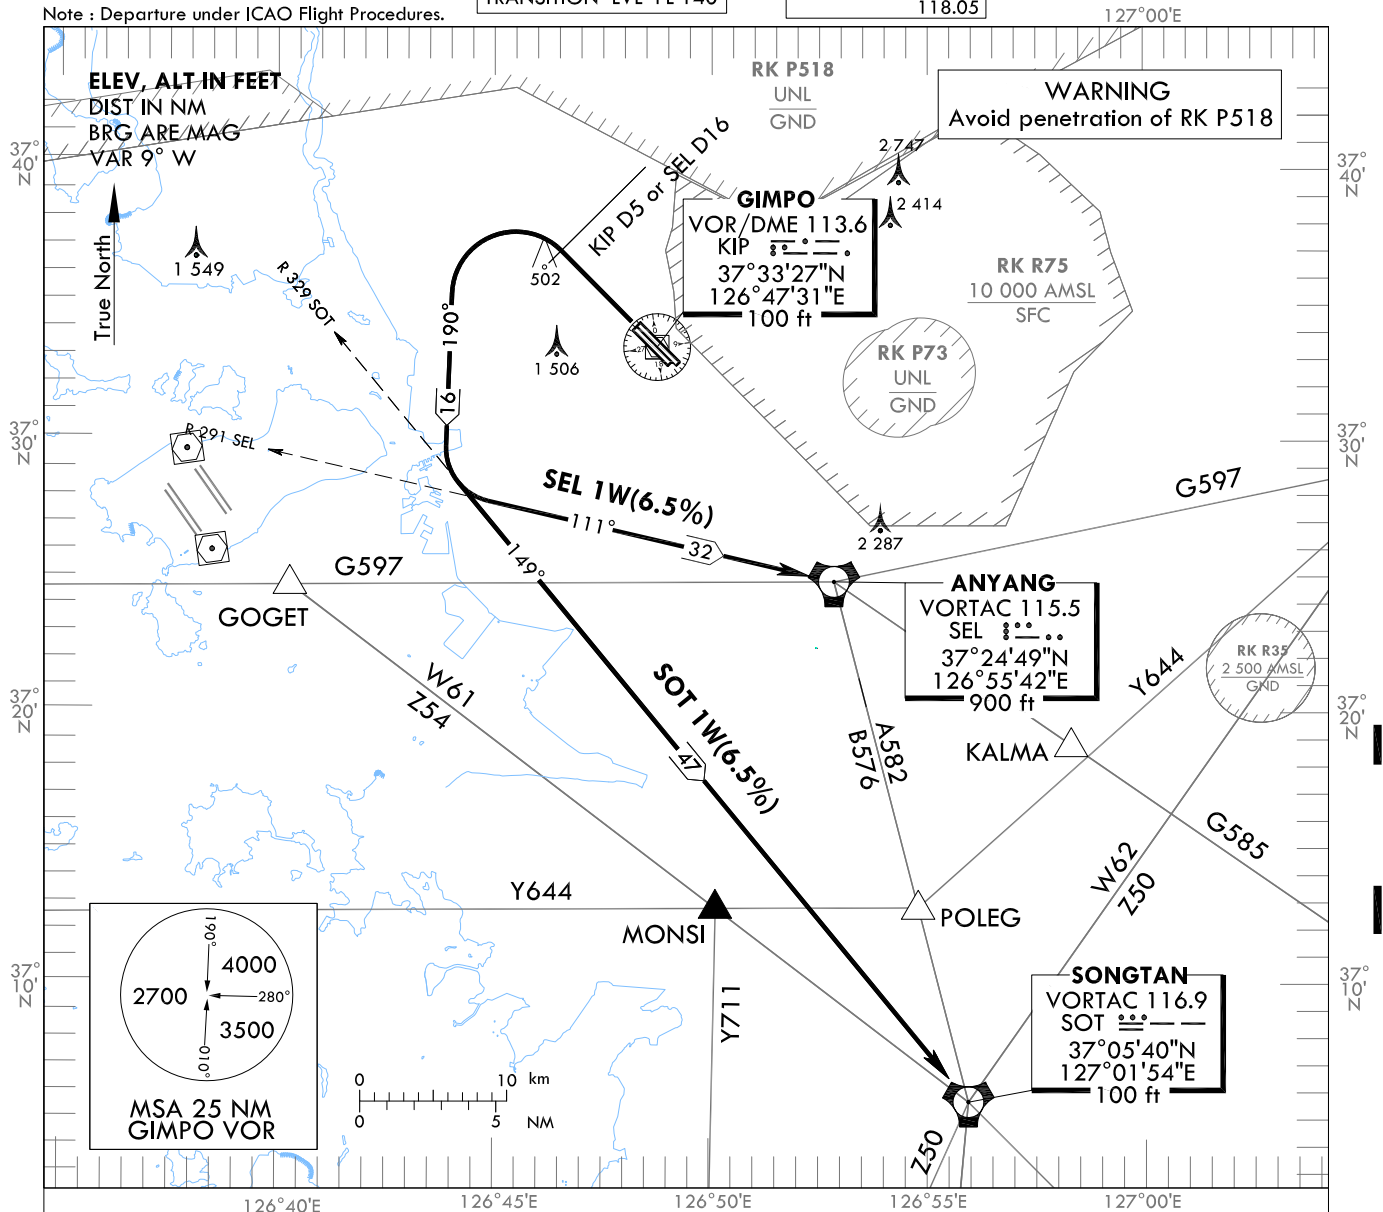 Note : Departure under ICAO Flight Procedures.
118.05
127°00'E
ELEV, ALT IN FEET
DIST IN NM
BRG ARE MAG
VAR 9° W
True North
RK P518
UNL
GND
WARNING
Avoid penetration of RK P518
37°
40'
N
37°
40'
N
2 747
2 414
1 549
KIP D5 or SEL D16
502
1 506
GIMPO
VOR/DME 113.6
KIP
37°33'27"N
126°47'31"E
100 ft
RK R75
10 000 AMSL
SFC
RK P73
UNL
GND
R 329 SOT
190°
16
R 291 SEL
37°
30'
N
37°
30'
N
SEL 1W(6.5%)
111°
32
149°
2 287
G597
G597
GOGET
ANYANG
VORTAC 115.5
SEL
37°24'49"N
126°55'42"E
900 ft
RK R35
2 500 AMSL
GND
W61
Z54
SOT 1W(6.5%)
47
A582
B576
Y644
KALMA
G585
37°
20'
N
37°
20'
N
W62
Z50
Y644
MONSI
POLEG
Y711
190°
4000
2700
280°
3500
010°
MSA 25 NM
GIMPO VOR
0 10 km
0 5 NM
37°
10'
N
37°
10'
N
SONGTAN
VORTAC 116.9
SOT
37°05'40"N
127°01'54"E
100 ft
Z50
126°40'E
126°45'E
126°50'E
126°55'E
127°00'E